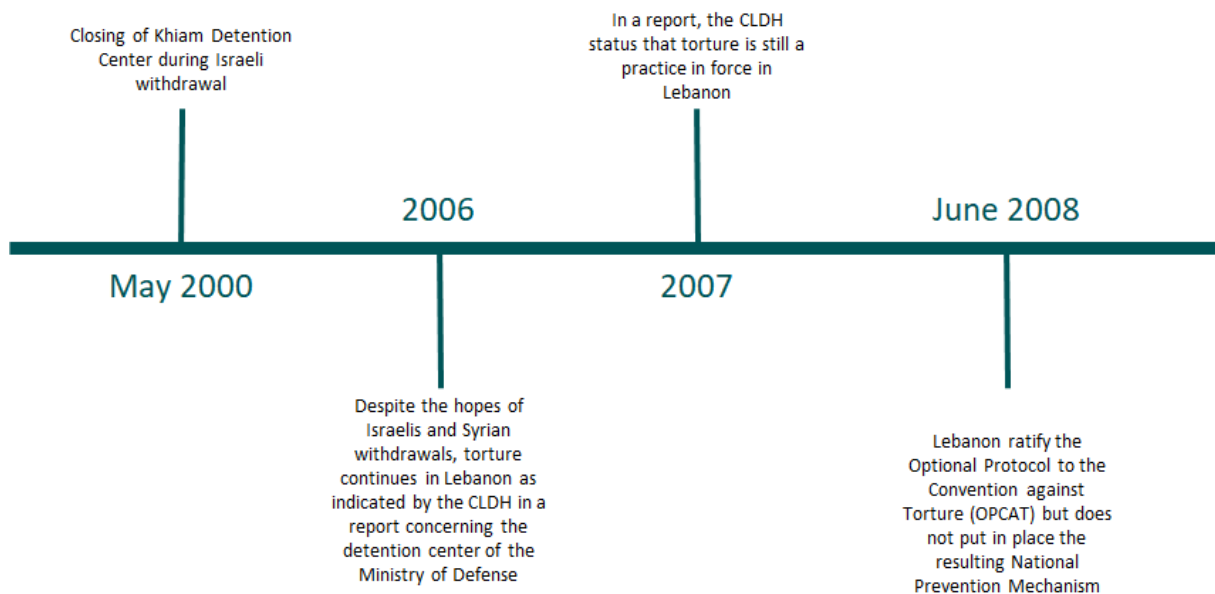 Closing of Khiam Detention
Center during Israeli
withdrawal
In a report, the CLDH
status that torture is still a
practice in force in
Lebanon
2006
June 2008
May 2000
2007
Despite the hopes of
Israelis and Syrian
withdrawals, torture
continues in Lebanon as
indicated by the CLDH in a
report concerning the
detention center of the
Ministry of Defense
Lebanon ratify the
Optional Protocol to the
Convention against
Torture (OPCAT) but does
not put in place the
resulting National
Prevention Mechanism